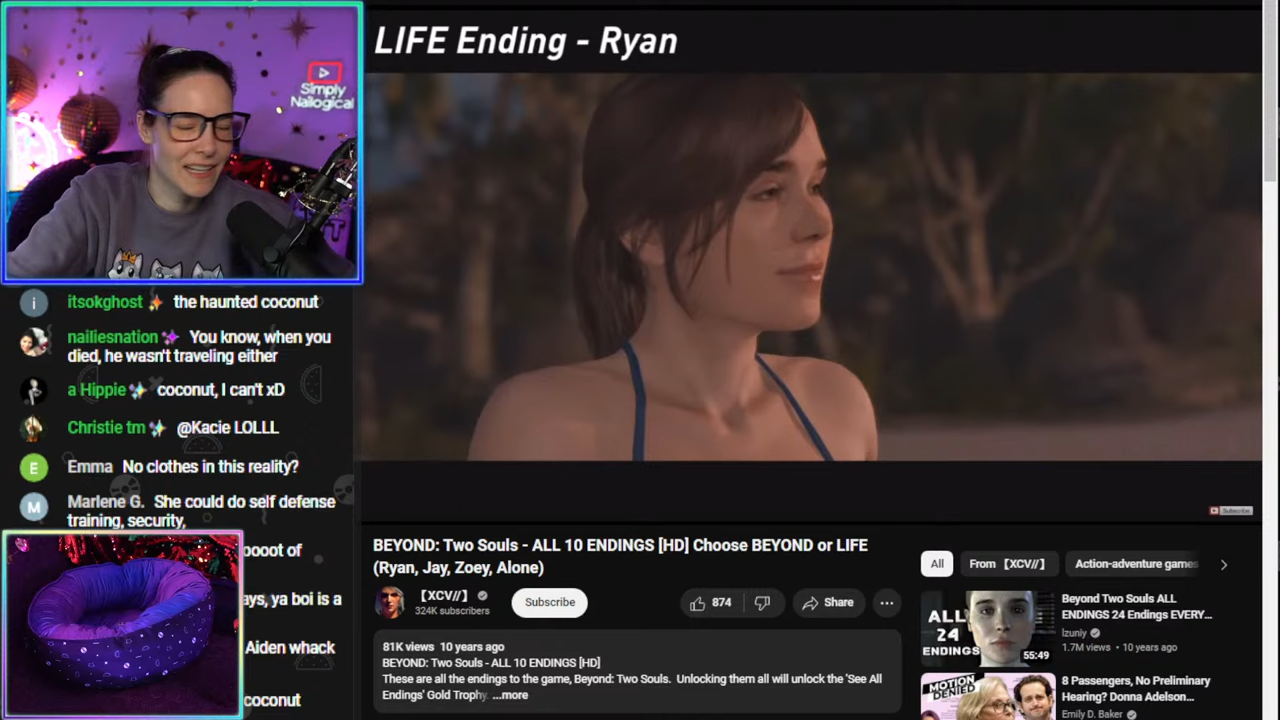 LIFE Ending - Ryan
Simply
Nailogical
i
itsokghost the haunted coconut
nailiesnation You know, when you
died, he wasn't traveling either
a Hippie coconut, I can't xD
Christie tm @Kacie LOLLL
E
Emma No clothes in this reality?
M
Marlene G. She could do self defense
training, security,
oooot of
ays, ya boi is a
Aiden whack
coconut
Subscribe
BEYOND: Two Souls - ALL 10 ENDINGS [HD] Choose BEYOND or LIFE
(Ryan, Jay, Zoey, Alone)
【XCV//】
324K subscribers
Subscribe
874
Share
81K views 10 years ago
BEYOND: Two Souls - ALL 10 ENDINGS [HD]
These are all the endings to the game, Beyond: Two Souls. Unlocking them all will unlock the 'See All
Endings' Gold Trophy. ...more
All
From 【XCV//】
Action-adventure games
ALL
24
ENDINGS
55:49
Beyond Two Souls ALL
ENDINGS 24 Endings EVERY...
Izuniy
1.7M views • 10 years ago
MOTION
DENIED
8 Passengers, No Preliminary
Hearing? Donna Adelson...
Emily D. Baker